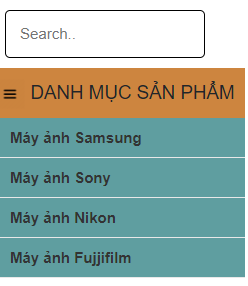 Search..
≡ DANH MỤC SẢN PHẨM
Máy ảnh Samsung
Máy ảnh Sony
Máy ảnh Nikon
Máy ảnh Fujjifilm